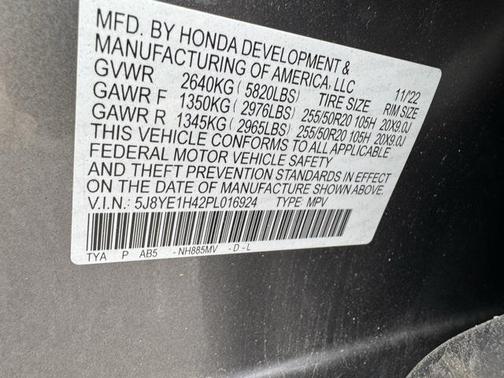 MFD. BY HONDA DEVELOPMENT &
MANUFACTURING OF AMERICA, LLC 11/22
GVWR 2640KG ( 5820LBS) TIRE SIZE RIM SIZE
GAWR F 1350KG ( 2976LBS) 255/50R20 105H 20X9.0J
GAWR R 1345KG ( 2965LBS) 255/50R20 105H 20X9.0J
THIS VEHICLE CONFORMS TO ALL APPLICABLE
FEDERAL MOTOR VEHICLE SAFETY
AND THEFT PREVENTION STANDARDS IN EFFECT
ON THE DATE OF MANUFACTURE SHOWN ABOVE.
V.I.N.: 5J8YE1H42PL016924 TYPE: MPV
TYA P AB5 -NH885MV -D-L